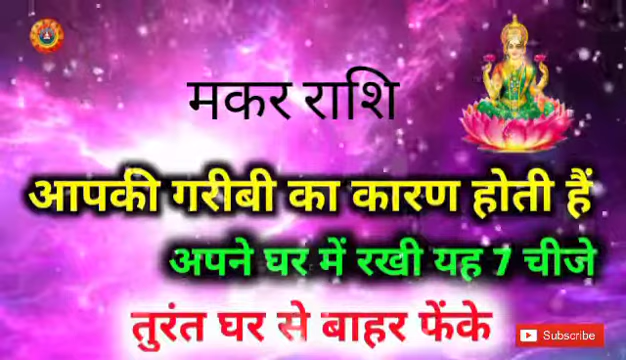 मकर राशि
आपकी गरीबी का कारण होती हैं
अपने घर में रखी यह 7 चीजे
तुरंत घर से बाहर फेंके
Subscribe